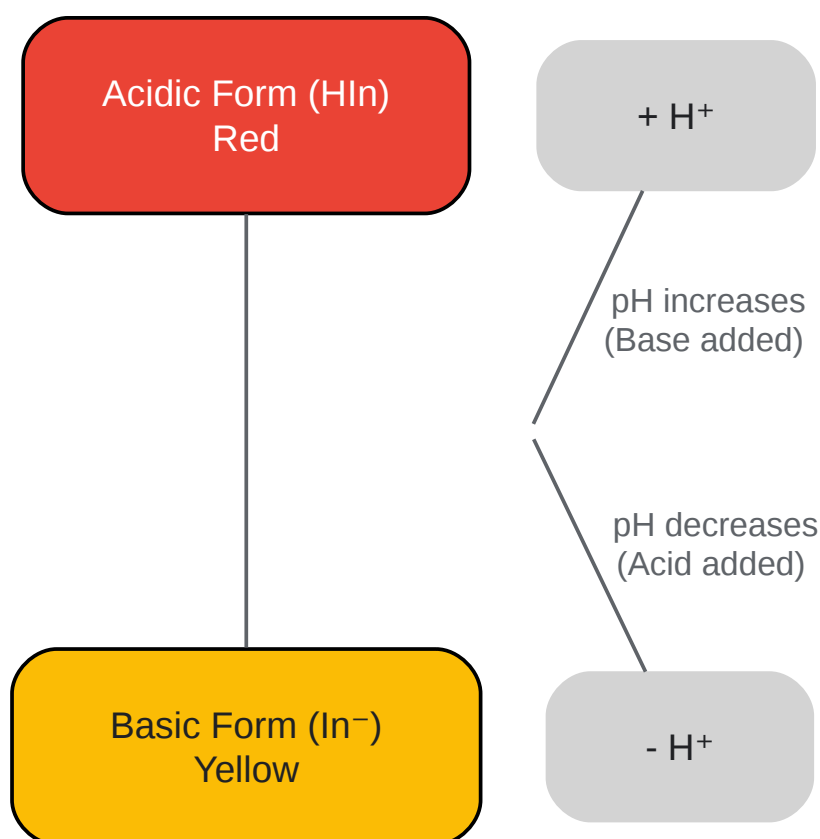 Acidic Form (HIn)
Red
+ H⁺
pH increases
(Base added)
pH decreases
(Acid added)
Basic Form (In⁻)
Yellow
- H⁺